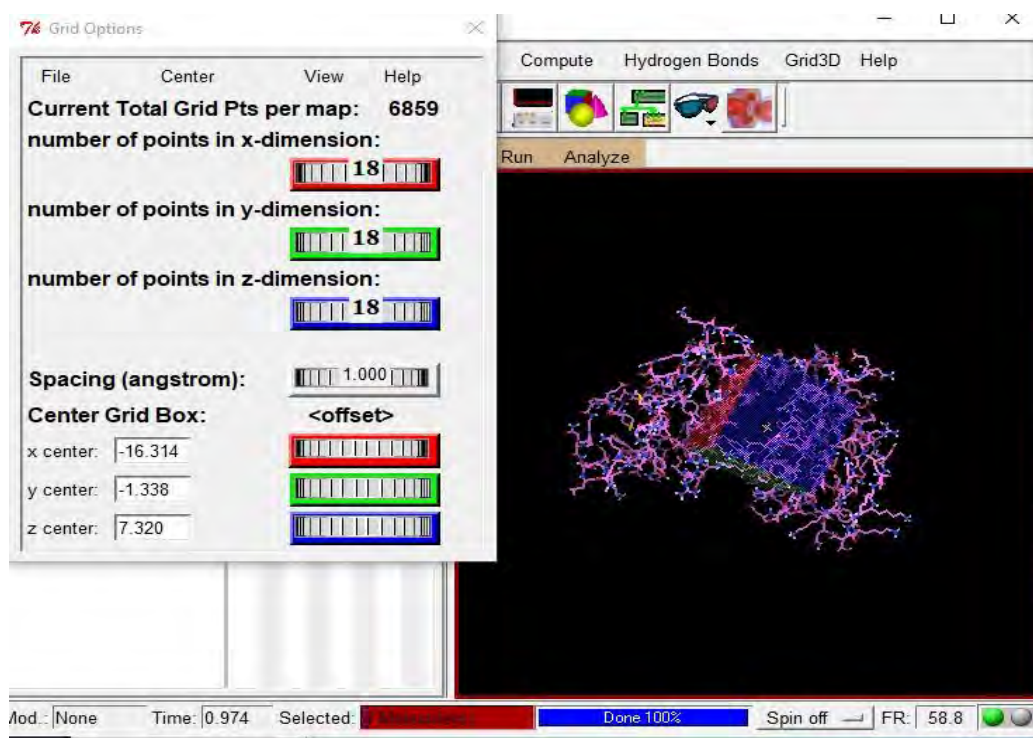 Grid Options
File Center View Help
Current Total Grid Pts per map: 6859
number of points in x-dimension:
18
number of points in y-dimension:
18
number of points in z-dimension:
18
Spacing (angstrom): 1.000
Center Grid Box: <offset>
x center: -16.314
y center: -1.338
z center: 7.320
Compute Hydrogen Bonds Grid3D Help
Run Analyze
Mod.: None Time: 0.974 Selected: Done 100% Spin off FR: 58.8